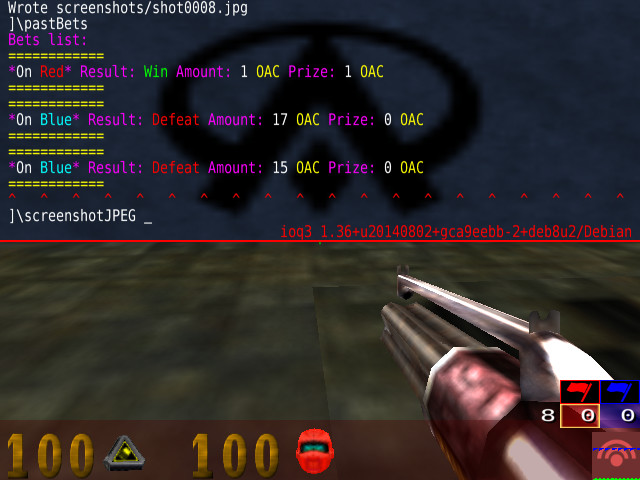 Wrote screenshots/shot0008.jpg
]\pastBets
Bets list:
============
*On Red* Result: Win Amount: 1 OAC Prize: 1 OAC
============
============
*On Blue* Result: Defeat Amount: 17 OAC Prize: 0 OAC
============
============
*On Blue* Result: Defeat Amount: 15 OAC Prize: 0 OAC
============
^ ^ ^ ^ ^ ^ ^ ^ ^ ^ ^ ^ ^ ^ ^ ^ ^ ^ ^ ^
]\screenshotJPEG _
ioq3 1.36+u20140802+gca9eebb-2+deb8u2/Debian
8 0 0
100 100